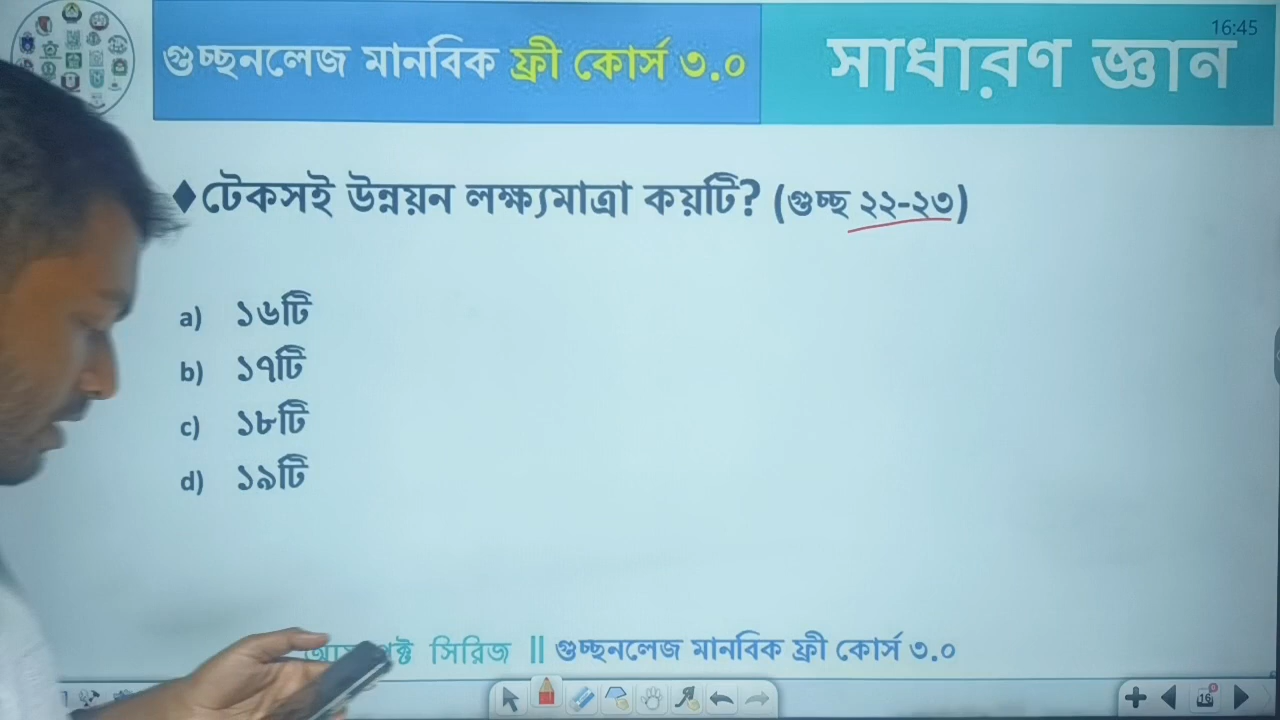 গুচ্ছনলেজ মানবিক ফ্রী কোর্স ৩.০
সাধারণ জ্ঞান
16:45
♦টেকসই উন্নয়ন লক্ষ্যমাত্রা কয়টি? (গুচ্ছ ২২-২৩)
a) ১৬টি
b) ১৭টি
c) ১৮টি
d) ১৯টি
সিরিজ || গুচ্ছনলেজ মানবিক ফ্রী কোর্স ৩.০
16